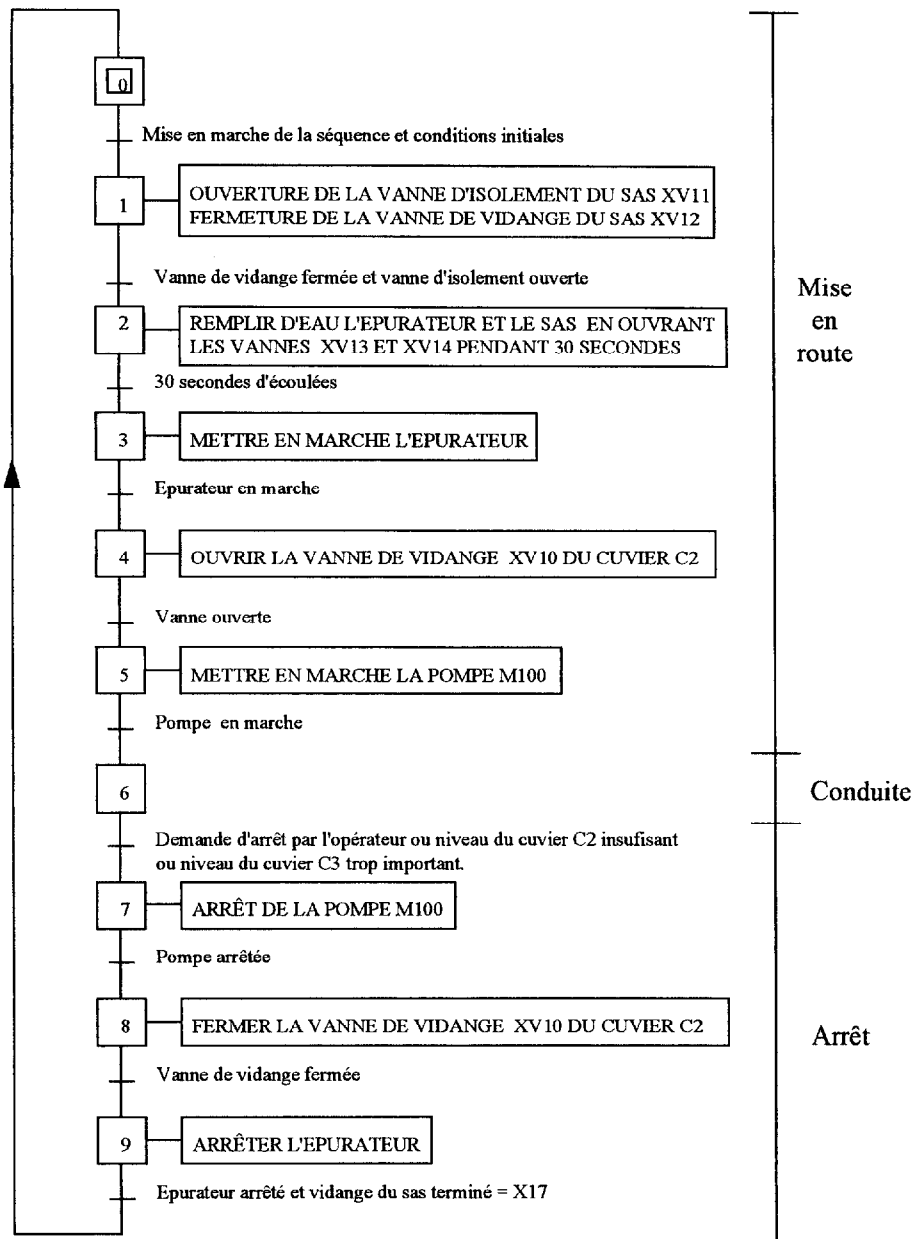 0
Mise en marche de la séquence et conditions initiales
1
OUVERTURE DE LA VANNE D'ISOLEMENT DU SAS XV11
FERMETURE DE LA VANNE DE VIDANGE DU SAS XV12
Vanne de vidange fermée et vanne d'isolement ouverte
Mise
en
route
2
REMPLIR D'EAU L'EPURATEUR ET LE SAS EN OUVRANT
LES VANNES XV13 ET XV14 PENDANT 30 SECONDES
30 secondes d'écoulées
3
METTRE EN MARCHE L'EPURATEUR
Epurateur en marche
4
OUVRIR LA VANNE DE VIDANGE XV10 DU CUVIER C2
Vanne ouverte
5
METTRE EN MARCHE LA POMPE M100
Pompe en marche
6
Conduite
Demande d'arrêt par l'opérateur ou niveau du cuvier C2 insufisant
ou niveau du cuvier C3 trop important.
7
ARRÊT DE LA POMPE M100
Pompe arrêtée
8
FERMER LA VANNE DE VIDANGE XV10 DU CUVIER C2
Arrêt
Vanne de vidange fermée
9
ARRÊTER L'EPURATEUR
Epurateur arrêté et vidange du sas terminé = X17